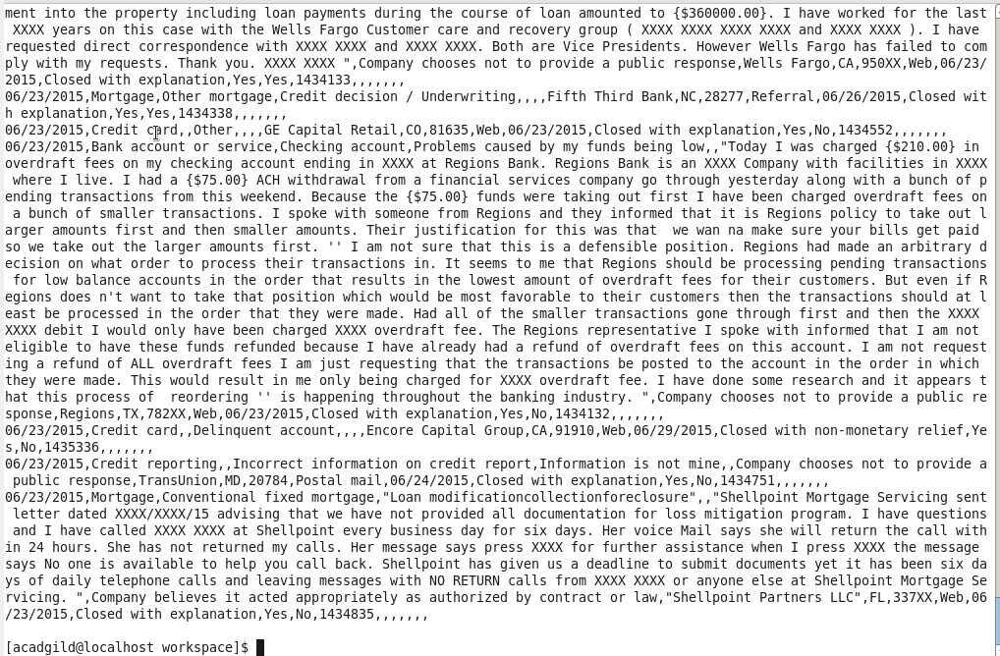 ment into the property including loan payments during the course of loan amounted to {$360000.00}. I have worked for the last
 XXXX years on this case with the Wells Fargo Customer care and recovery group ( XXXX XXXX XXXX XXXX and XXXX XXXX ). I have
requested direct correspondence with XXXX XXXX and XXXX XXXX. Both are Vice Presidents. However Wells Fargo has failed to com
ply with my requests. Thank you. XXXX XXXX ",Company chooses not to provide a public response,Wells Fargo,CA,950XX,Web,06/23/
2015,Closed with explanation,Yes,Yes,1434133,,,,,,,
06/23/2015,Mortgage,Other mortgage,Credit decision / Underwriting,,,,Fifth Third Bank,NC,28277,Referral,06/26/2015,Closed wit
h explanation,Yes,Yes,1434338,,,,,,,
06/23/2015,Credit card,,Other,,,,GE Capital Retail,CO,81635,Web,06/23/2015,Closed with explanation,Yes,No,1434552,,,,,,,
06/23/2015,Bank account or service,Checking account,Problems caused by my funds being low,,"Today I was charged {$210.00} in
overdraft fees on my checking account ending in XXXX at Regions Bank. Regions Bank is an XXXX Company with facilities in XXXX
 where I live. I had a {$75.00} ACH withdrawal from a financial services company go through yesterday along with a bunch of p
ending transactions from this weekend. Because the {$75.00} funds were taking out first I have been charged overdraft fees on
 a bunch of smaller transactions. I spoke with someone from Regions and they informed that it is Regions policy to take out l
arger amounts first and then smaller amounts. Their justification for this was that  we wan na make sure your bills get paid
so we take out the larger amounts first. '' I am not sure that this is a defensible position. Regions had made an arbitrary d
ecision on what order to process their transactions in. It seems to me that Regions should be processing pending transactions
 for low balance accounts in the order that results in the lowest amount of overdraft fees for their customers. But even if R
egions does n't want to take that position which would be most favorable to their customers then the transactions should at l
east be processed in the order that they were made. Had all of the smaller transactions gone through first and then the XXXX
XXXX debit I would only have been charged XXXX overdraft fee. The Regions representative I spoke with informed that I am not
eligible to have these funds refunded because I have already had a refund of overdraft fees on this account. I am not request
ing a refund of ALL overdraft fees I am just requesting that the transactions be posted to the account in the order in which
they were made. This would result in me only being charged for XXXX overdraft fee. I have done some research and it appears t
hat this process of  reordering '' is happening throughout the banking industry. ",Company chooses not to provide a public re
sponse,Regions,TX,782XX,Web,06/23/2015,Closed with explanation,Yes,No,1434132,,,,,,,
06/23/2015,Credit card,,Delinquent account,,,,Encore Capital Group,CA,91910,Web,06/29/2015,Closed with non-monetary relief,Ye
s,No,1435336,,,,,,,
06/23/2015,Credit reporting,,Incorrect information on credit report,Information is not mine,,Company chooses not to provide a
 public response,TransUnion,MD,20784,Postal mail,06/24/2015,Closed with explanation,Yes,No,1434751,,,,,,,
06/23/2015,Mortgage,Conventional fixed mortgage,"Loan modificationcollectionforeclosure",,"Shellpoint Mortgage Servicing sent
 letter dated XXXX/XXXX/15 advising that we have not provided all documentation for loss mitigation program. I have questions
 and I have called XXXX XXXX at Shellpoint every business day for six days. Her voice Mail says she will return the call with
in 24 hours. She has not returned my calls. Her message says press XXXX for further assistance when I press XXXX the message
says No one is available to help you call back. Shellpoint has given us a deadline to submit documents yet it has been six da
ys of daily telephone calls and leaving messages with NO RETURN calls from XXXX XXXX or anyone else at Shellpoint Mortgage Se
rvicing. ",Company believes it acted appropriately as authorized by contract or law,"Shellpoint Partners LLC",FL,337XX,Web,06
/23/2015,Closed with explanation,Yes,No,1434835,,,,,,,
[acadgild@localhost workspace]$